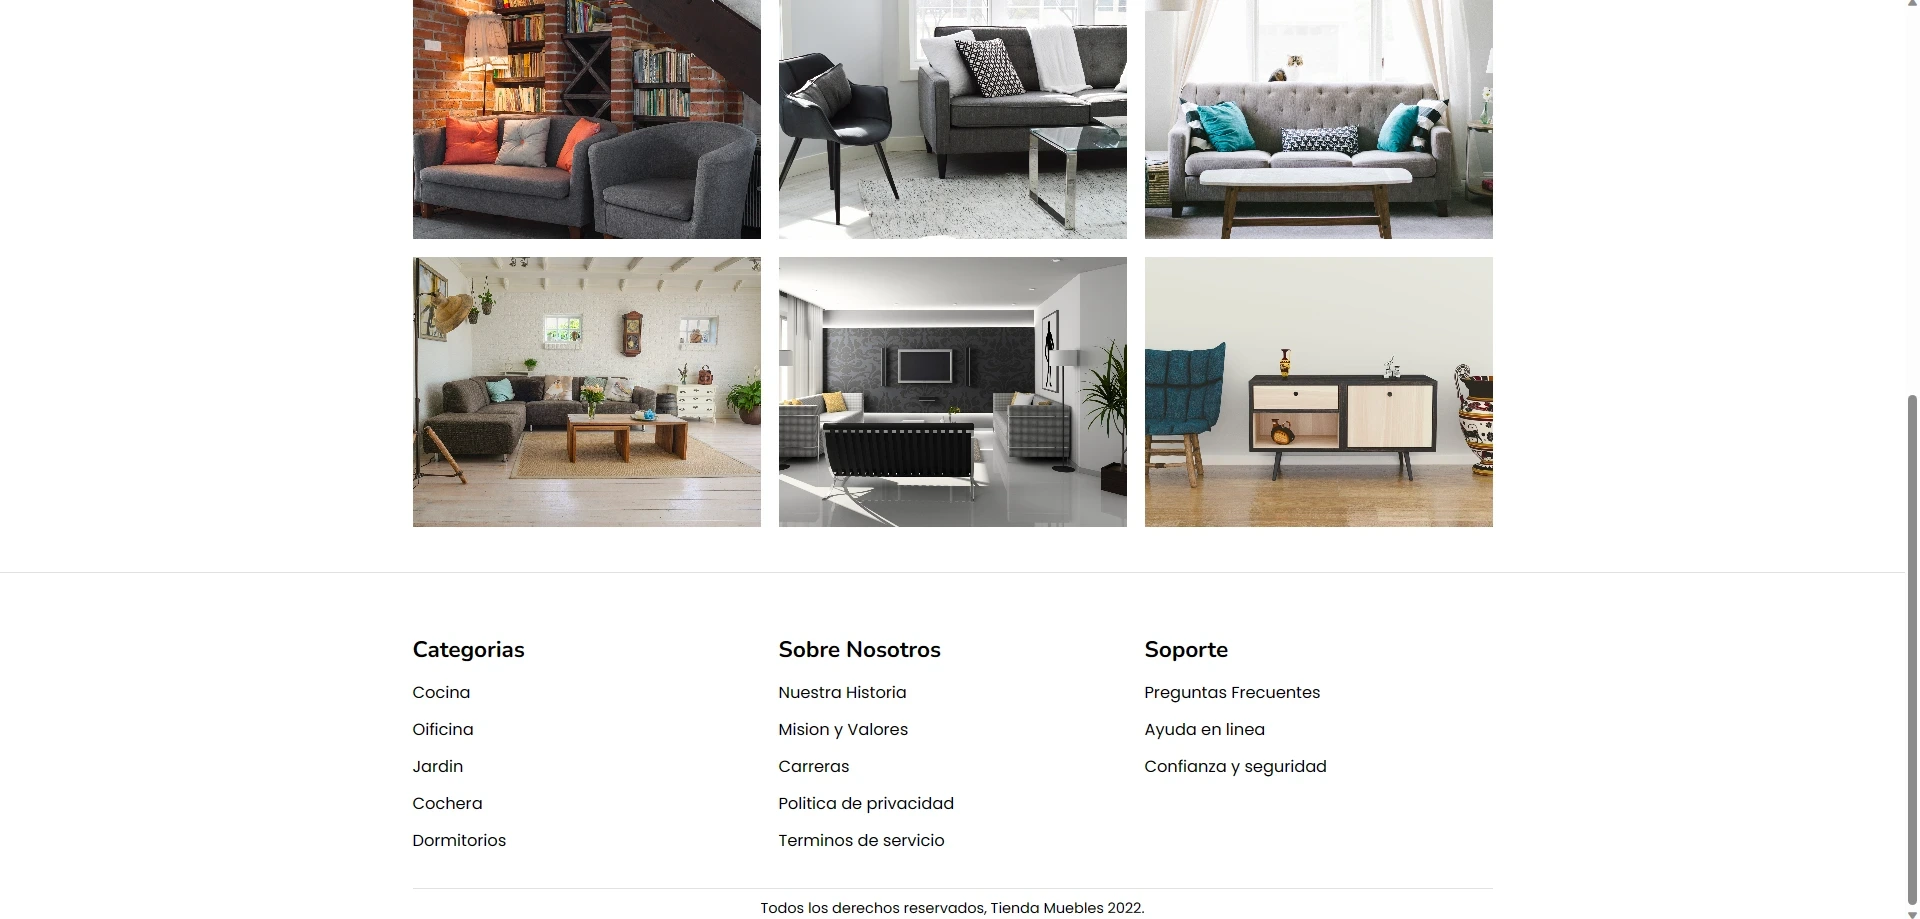 Categorias
Cocina
Oificina
Jardin
Cochera
Dormitorios
Sobre Nosotros
Nuestra Historia
Mision y Valores
Carreras
Politica de privacidad
Terminos de servicio
Soporte
Preguntas Frecuentes
Ayuda en linea
Confianza y seguridad
Todos los derechos reservados, Tienda Muebles 2022.